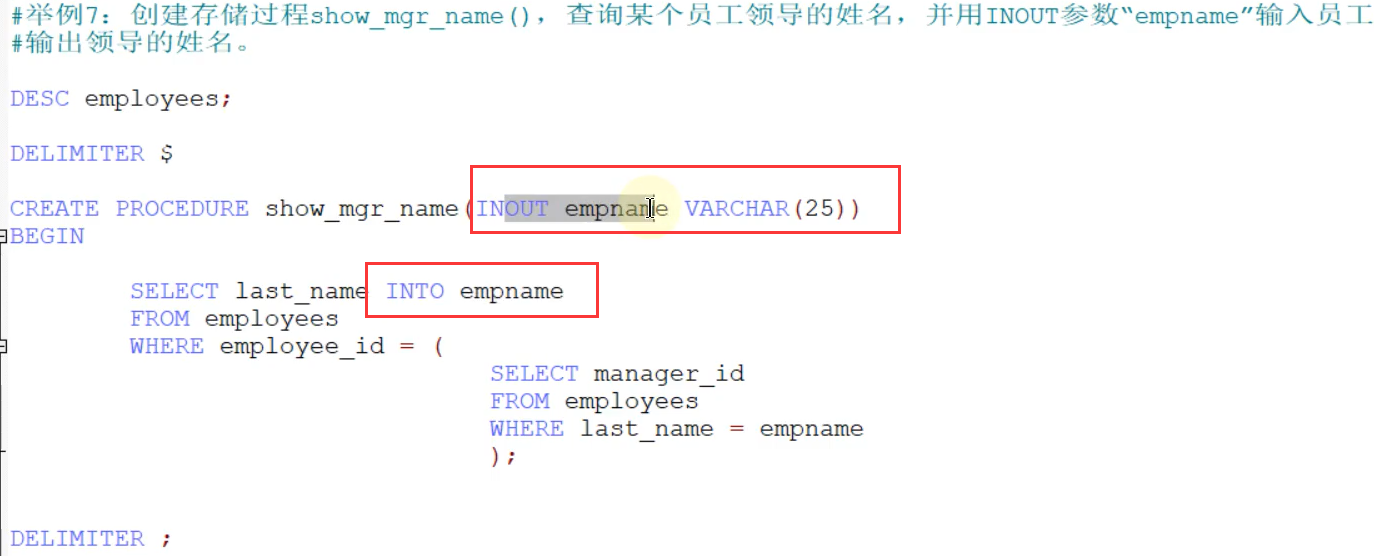 #举例7：创建存储过程show_mgr_name()，查询某个员工领导的姓名，并用INOUT参数“empname”输入员工
#输出领导的姓名。
DESC employees;
DELIMITER $
CREATE PROCEDURE show_mgr_name(INOUT empname VARCHAR(25))
BEGIN
SELECT last_name INTO empname
FROM employees
WHERE employee_id = (
SELECT manager_id
FROM employees
WHERE last_name = empname
);
DELIMITER ;